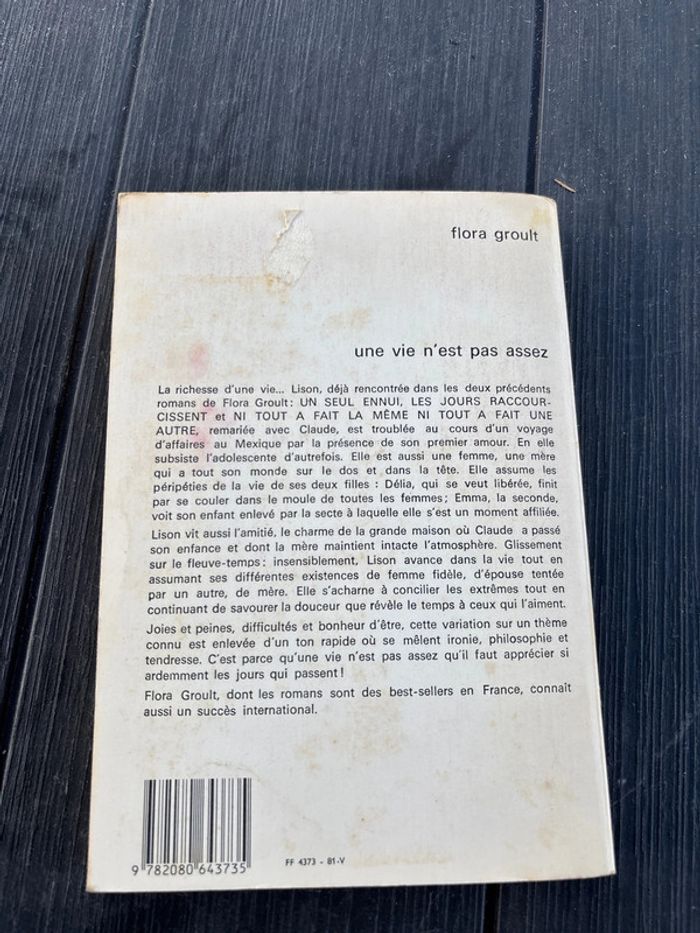 flora groult
une vie n'est pas assez
La richesse d'une vie... Lison, déjà rencontrée dans les deux précédents
romans de Flora Groult: UN SEUL ENNUI, LES JOURS RACCOUR-
CISSENT et NI TOUT A FAIT LA MÊME NI TOUT A FAIT UNE
AUTRE, remariée avec Claude, est troublée au cours d'un voyage
d'affaires au Mexique par la présence de son premier amour. En elle
subsiste l'adolescente d'autrefois. Elle est aussi une femme, une mère
qui a tout son monde sur le dos et dans la tête. Elle assume les
péripéties de la vie de ses deux filles : Délia, qui se veut libérée, finit
par se couler dans le moule de toutes les femmes; Emma, la seconde,
voit son enfant enlevé par la secte à laquelle elle s'est un moment affiliée.
Lison vit aussi l'amitié, le charme de la grande maison où Claude a passé
son enfance et dont la mère maintient intacte l'atmosphère. Glissement
sur le fleuve-temps: insensiblement, Lison avance dans la vie tout en
assumant ses différentes existences de femme fidèle, d'épouse tentée
par un autre, de mère. Elle s'acharne à concilier les extrêmes tout en
continuant de savourer la douceur que révèle le temps à ceux qui l'aiment.
Joies et peines, difficultés et bonheur d'être, cette variation sur un thème
connu est enlevée d'un ton rapide où se mêlent ironie, philosophie et
tendresse. C'est parce qu'une vie n'est pas assez qu'il faut apprécier si
ardemment les jours qui passent!
Flora Groult, dont les romans sont des best-sellers en France, connaît
aussi un succès international.
9 782080 643735
FF 4373 - 81-V